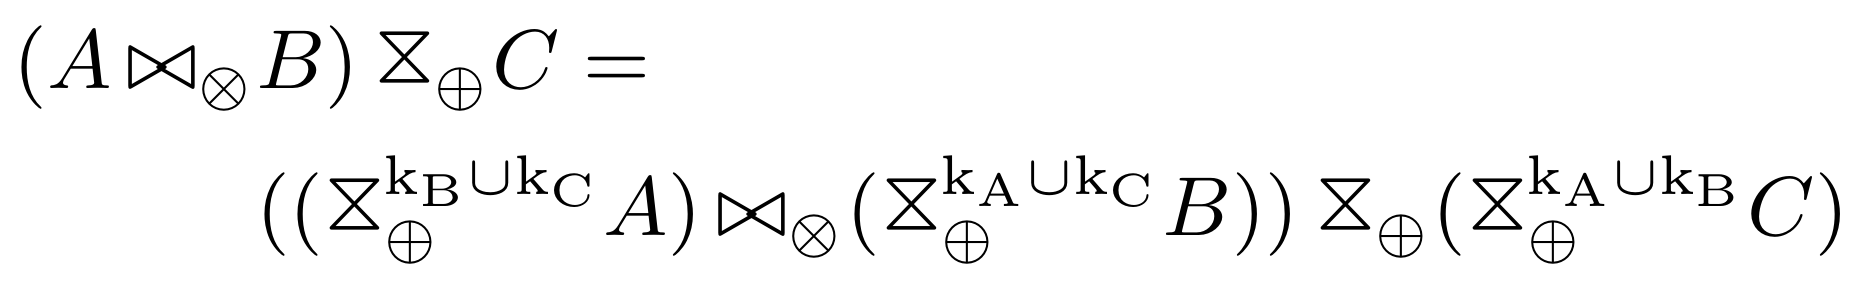 (A ⋈⊗ B) ⧖⊕ C =
((⧖⊕^{k_B∪k_C} A) ⋈⊗ (⧖⊕^{k_A∪k_C} B)) ⧖⊕ (⧖⊕^{k_A∪k_B} C)